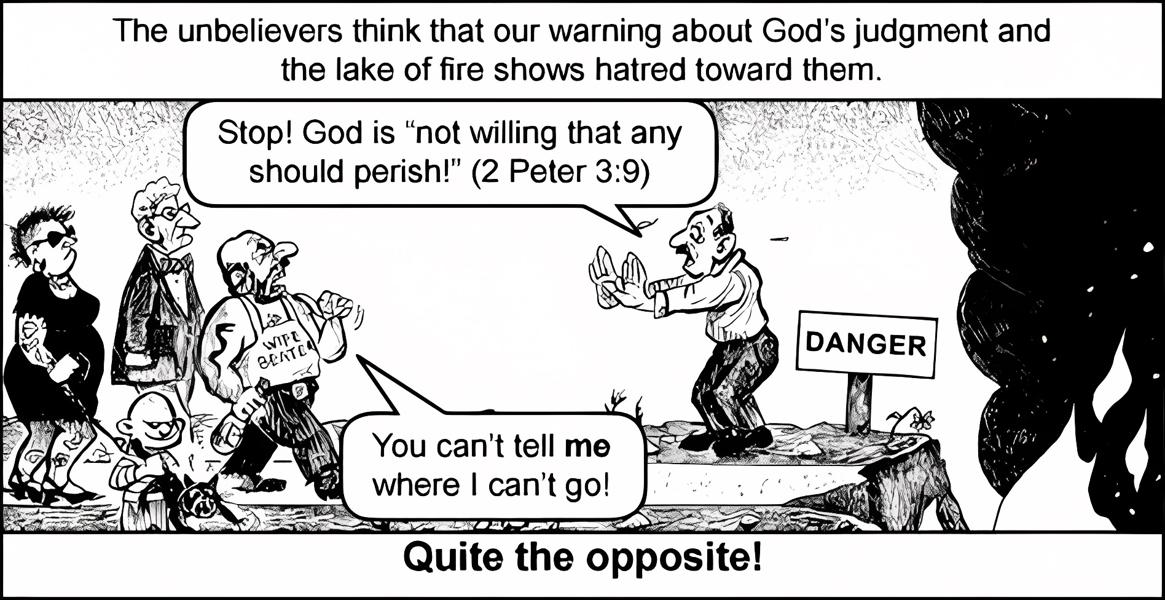 The unbelievers think that our warning about God's judgment and
the lake of fire shows hatred toward them.
Stop! God is “not willing that any
should perish!” (2 Peter 3:9)
WIFE
BEATER
DANGER
You can't tell me
where I can't go!
Quite the opposite!